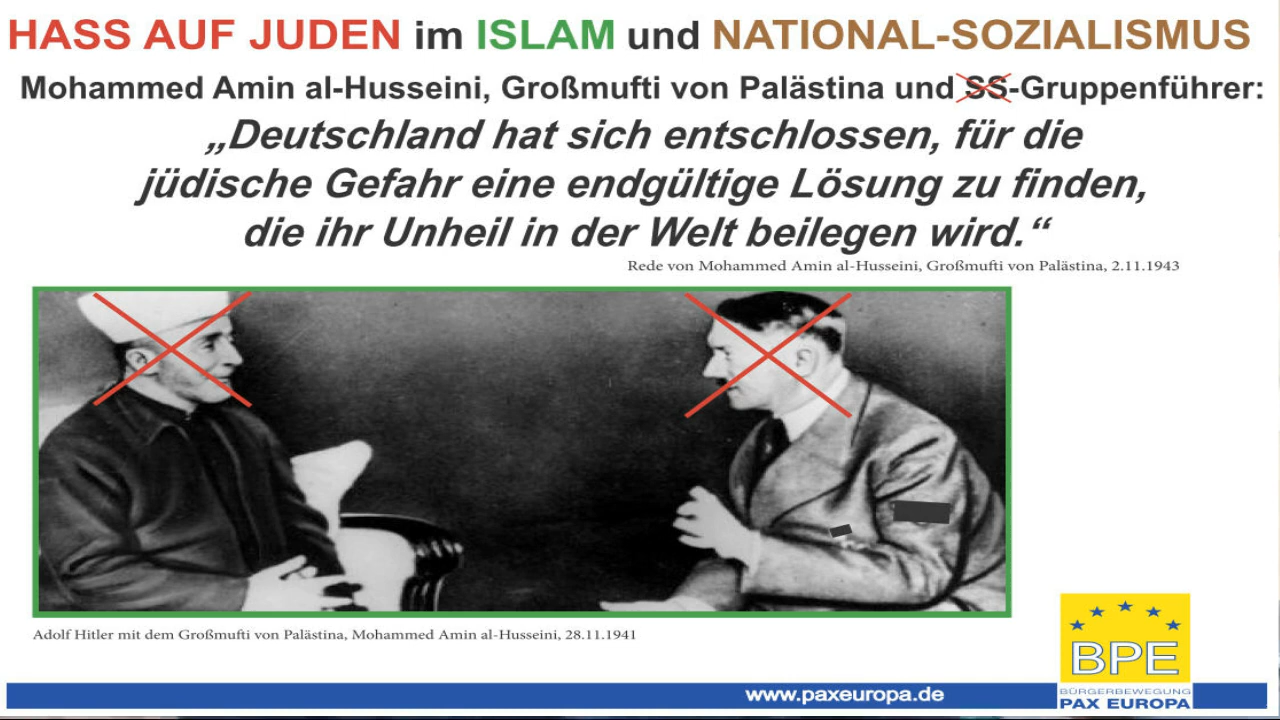 HASS AUF JUDEN im ISLAM und NATIONAL-SOZIALISMUS
Mohammed Amin al-Husseini, Großmufti von Palästina und SS-Gruppenführer:
„Deutschland hat sich entschlossen, für die
jüdische Gefahr eine endgültige Lösung zu finden,
die ihr Unheil in der Welt beilegen wird.“
Rede von Mohammed Amin al-Husseini, Großmufti von Palästina, 2.11.1943
Adolf Hitler mit dem Großmufti von Palästina, Mohammed Amin al-Husseini, 28.11.1941
www.paxeuropa.de
BPE
BÜRGERBEWEGUNG
PAX EUROPA